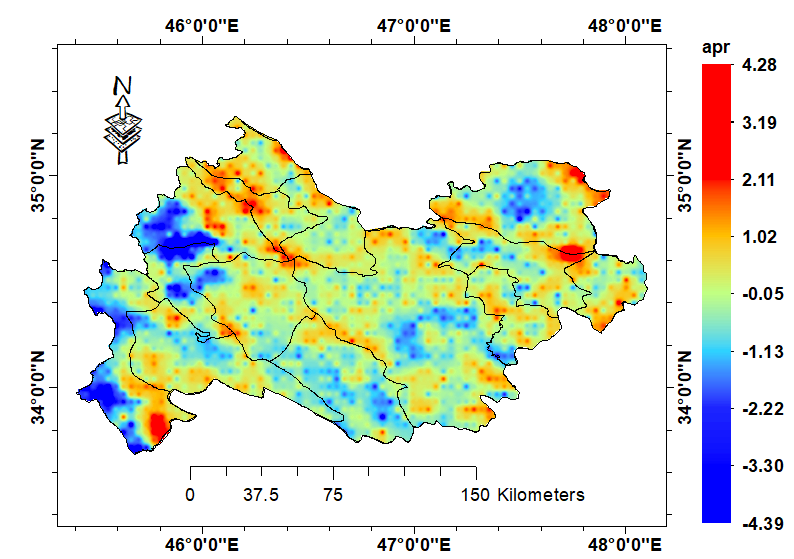 46°0'0"E 47°0'0"E 48°0'0"E
apr
N
4.28
3.19
2.11
1.02
-0.05
-1.13
-2.22
-3.30
-4.39
35°0'0"N 35°0'0"N
34°0'0"N 34°0'0"N
0 37.5 75 150 Kilometers
46°0'0"E 47°0'0"E 48°0'0"E